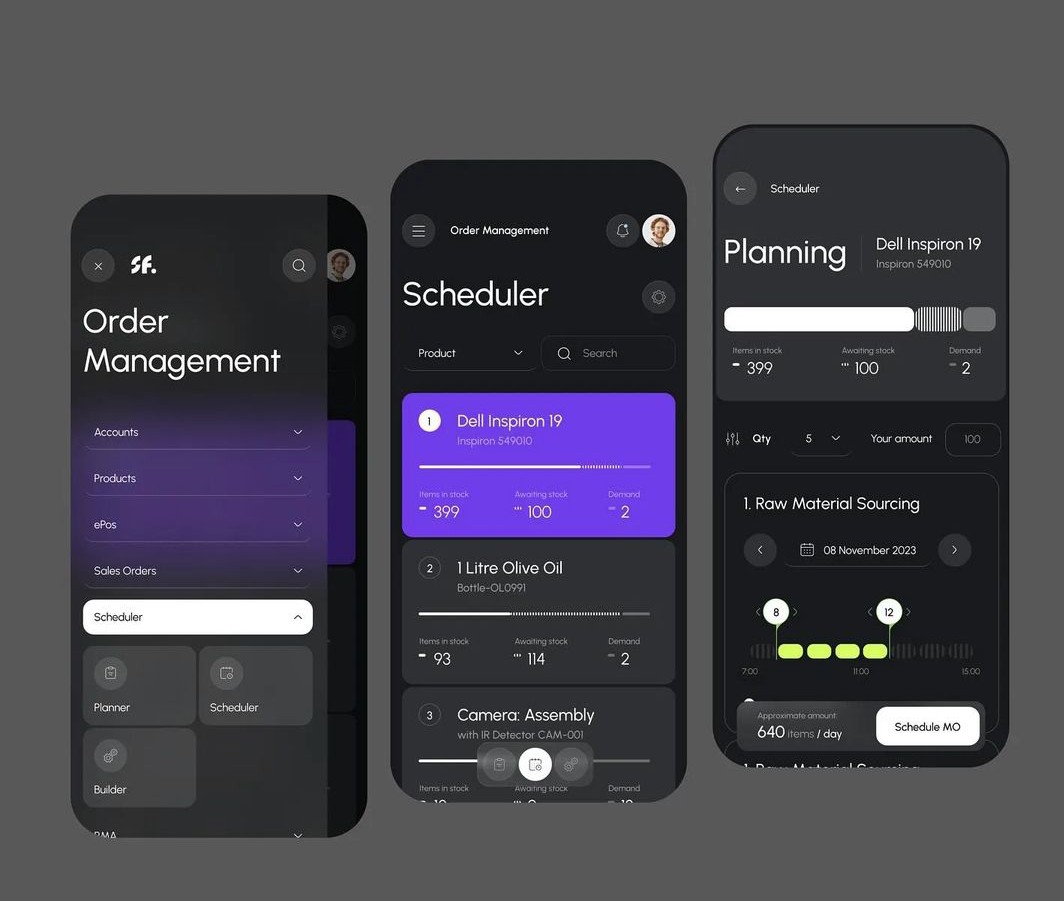 SF.
Order
Management
Accounts
Products
ePos
Sales Orders
Scheduler
Planner
Scheduler
Builder
RMA
Order Management
Scheduler
Product
Search
1
Dell Inspiron 19
Inspiron 549010
Items in stock
Awaiting stock
Demand
399
100
2
2
1 Litre Olive Oil
Bottle-OL0991
Items in stock
Awaiting stock
Demand
93
114
2
3
Camera: Assembly
with IR Detector CAM-001
Items in stock
Awaiting stock
Demand
Scheduler
Planning
Dell Inspiron 19
Inspiron 549010
Items in stock
Awaiting stock
Demand
399
100
2
Qty
5
Your amount
100
1. Raw Material Sourcing
08 November 2023
8
12
7:00
11:00
15:00
Approximate amount:
640 items / day
Schedule MO
1. Raw Material Sourcing